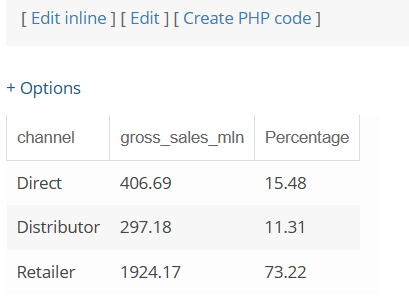 [ Edit inline ] [ Edit ] [ Create PHP code ]
+ Options
channel gross_sales_mln Percentage
Direct 406.69 15.48
Distributor 297.18 11.31
Retailer 1924.17 73.22